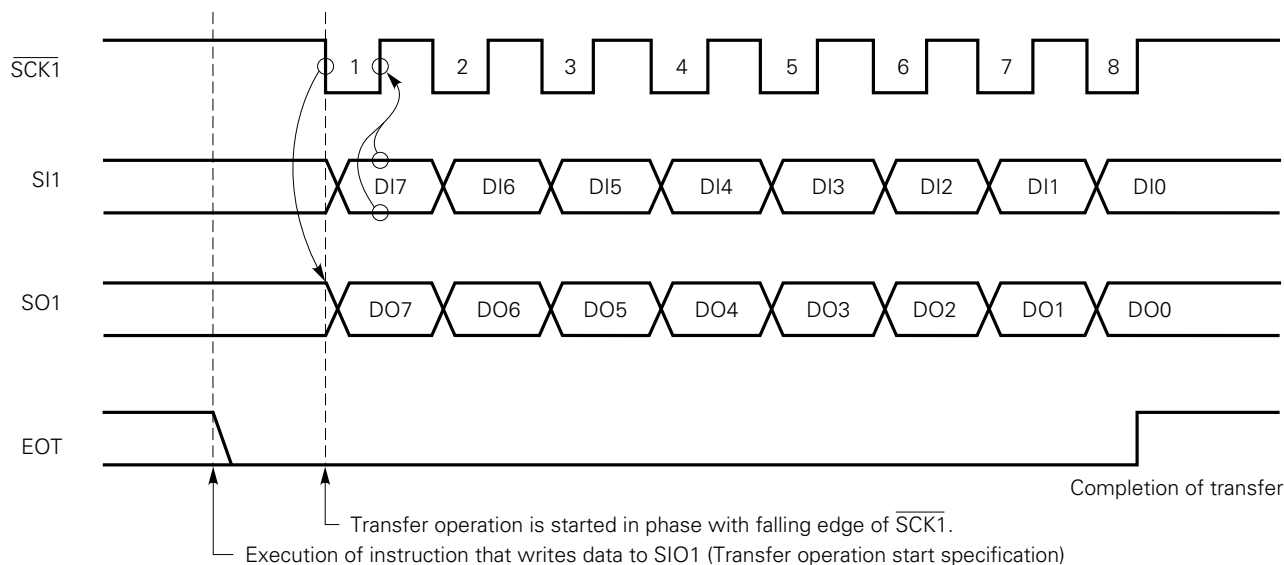 SCK1
1 2 3 4 5 6 7 8
SI1
DI7 DI6 DI5 DI4 DI3 DI2 DI1 DI0
SO1
DO7 DO6 DO5 DO4 DO3 DO2 DO1 DO0
EOT
Completion of transfer
Transfer operation is started in phase with falling edge of SCK1.
Execution of instruction that writes data to SIO1 (Transfer operation start specification)